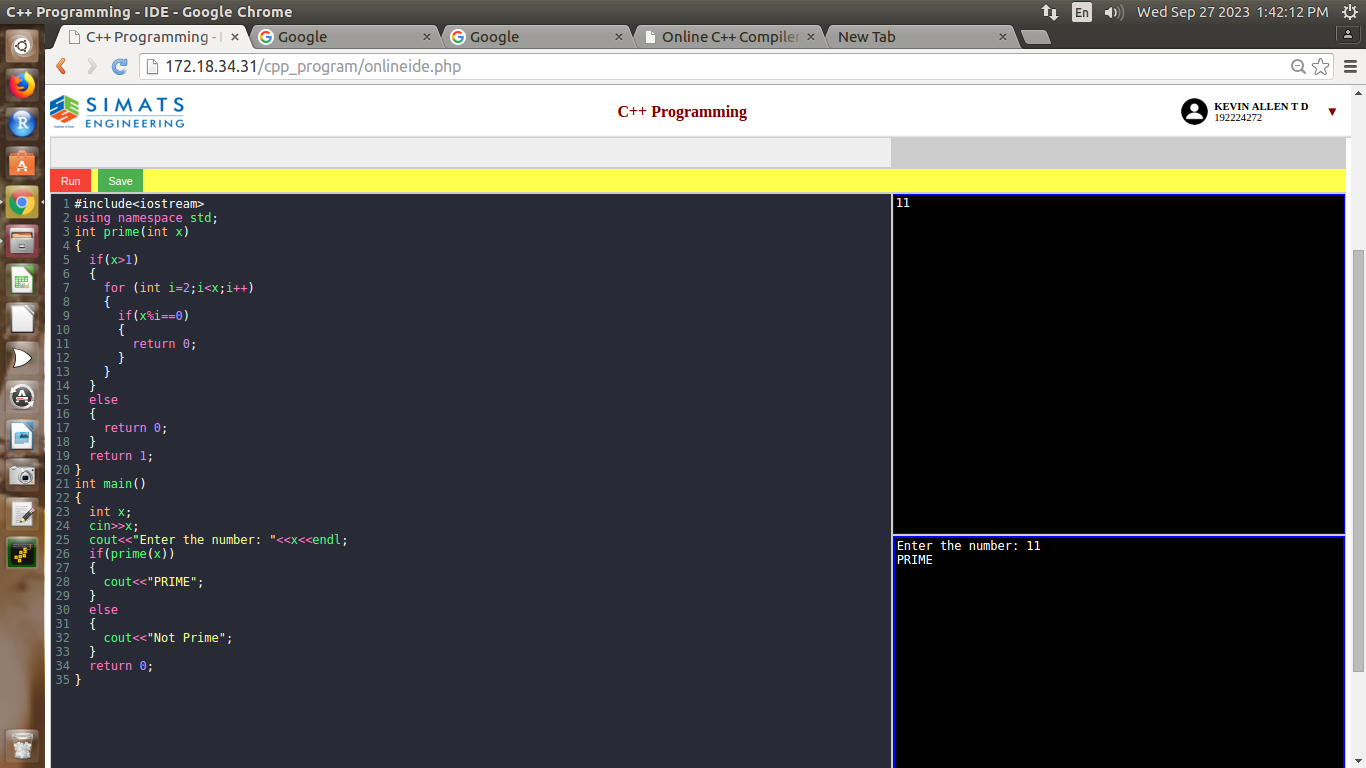 C++ Programming - IDE - Google Chrome
En
Wed Sep 27 2023 1:42:12 PM
C++ Programming - I
Google
Google
Online C++ Compiler
New Tab
172.18.34.31/cpp_program/onlineide.php
SIMATS
ENGINEERING
C++ Programming
KEVIN ALLEN T D
192224272
Run
Save
1 #include<iostream>
2 using namespace std;
3 int prime(int x)
4 {
5   if(x>1)
6   {
7     for (int i=2;i<x;i++)
8     {
9       if(x%i==0)
10       {
11         return 0;
12       }
13     }
14   }
15   else
16   {
17     return 0;
18   }
19   return 1;
20 }
21 int main()
22 {
23   int x;
24   cin>>x;
25   cout<<"Enter the number: "<<x<<endl;
26   if(prime(x))
27   {
28     cout<<"PRIME";
29   }
30   else
31   {
32     cout<<"Not Prime";
33   }
34   return 0;
35 }
11
Enter the number: 11
PRIME